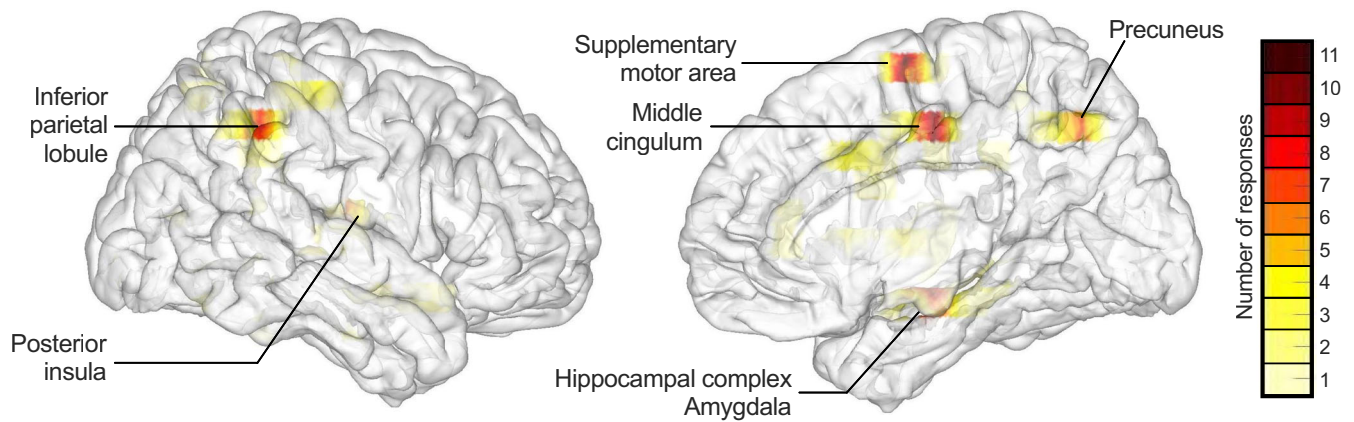 Inferior
parietal
lobule
Posterior
insula
Supplementary
motor area
Middle
cingulum
Precuneus
Hippocampal complex
Amygdala
Number of responses
11
10
9
8
7
6
5
4
3
2
1